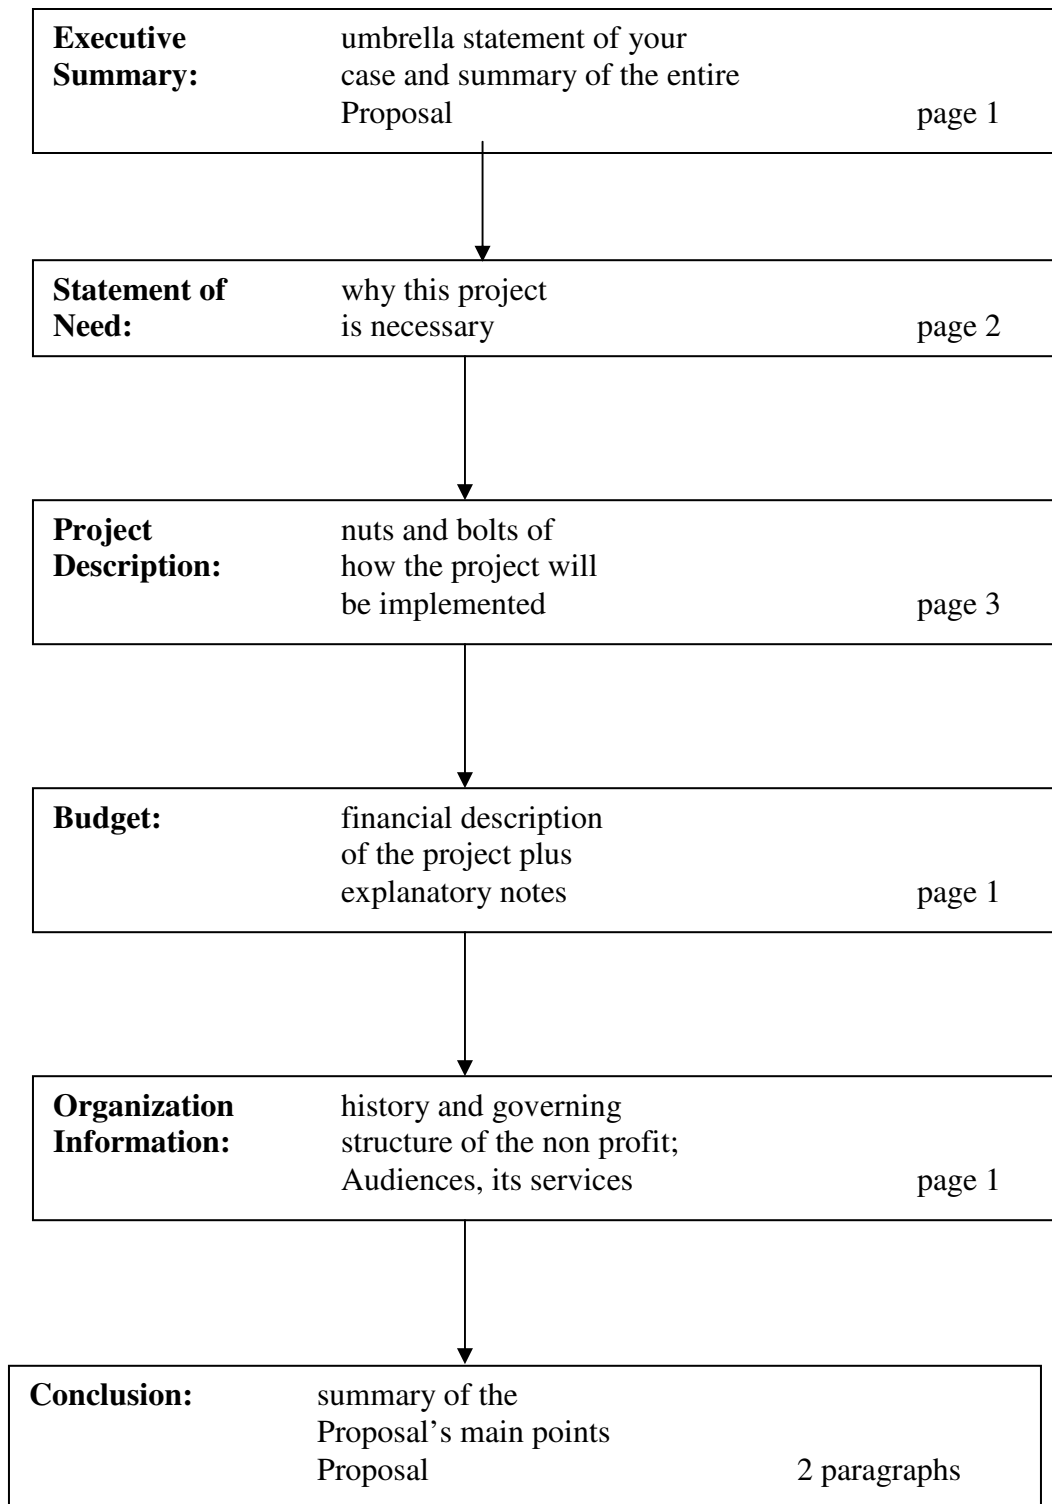 Executive umbrella statement of your
Summary: case and summary of the entire
Proposal page 1
Statement of why this project
Need: is necessary page 2
Project nuts and bolts of
Description: how the project will
be implemented page 3
Budget: financial description
of the project plus
explanatory notes page 1
Organization history and governing
Information: structure of the non profit;
Audiences, its services page 1
Conclusion: summary of the
Proposal’s main points
Proposal 2 paragraphs